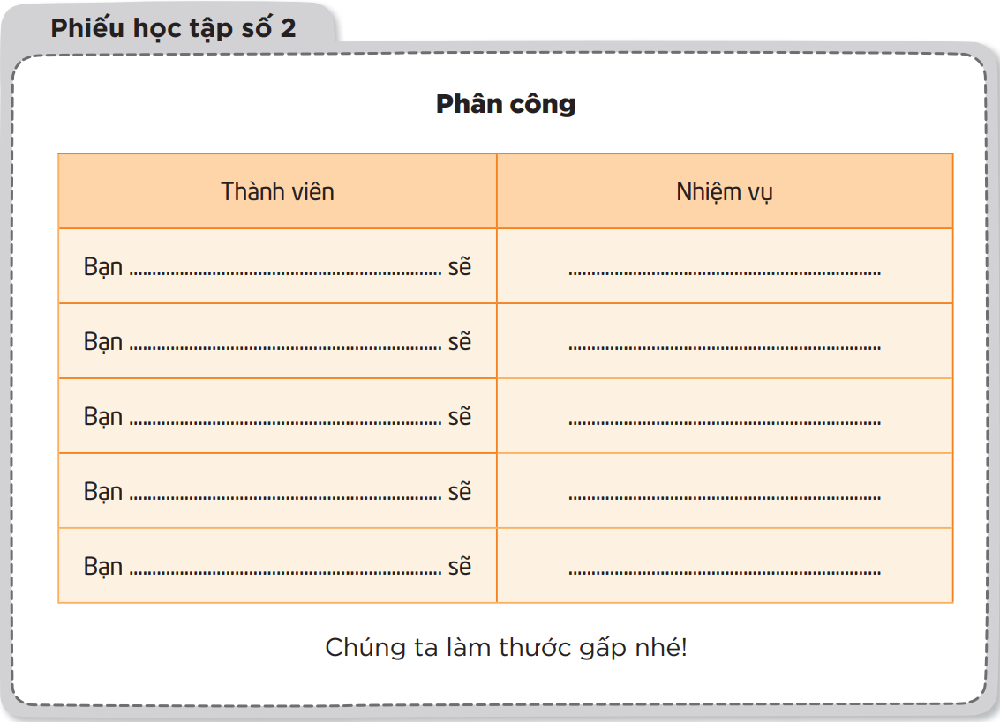 Phiếu học tập số 2
Phân công
Thành viên Nhiệm vụ
Bạn .................................................................... sẽ ....................................................................
Bạn .................................................................... sẽ ....................................................................
Bạn .................................................................... sẽ ....................................................................
Bạn .................................................................... sẽ ....................................................................
Bạn .................................................................... sẽ ....................................................................
Chúng ta làm thước gấp nhé!